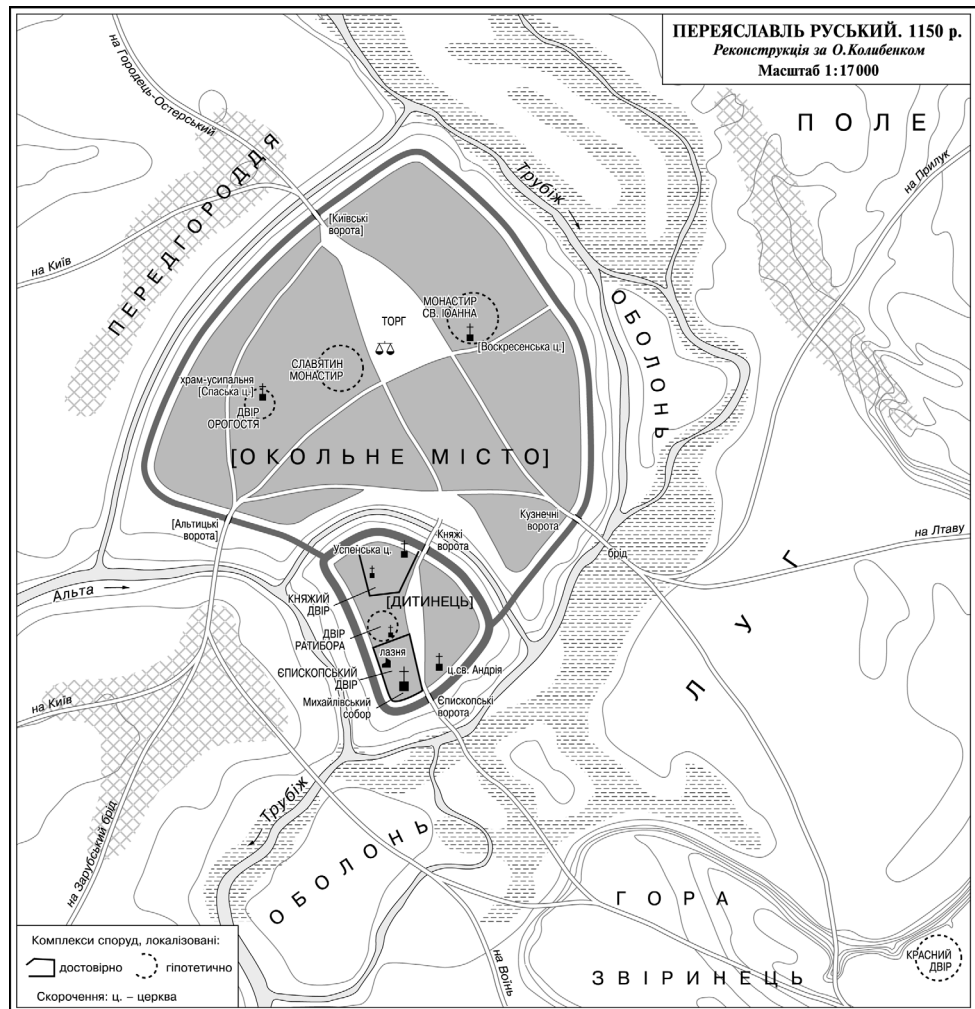 ПЕРЕЯСЛАВЛЬ РУСЬКИЙ. 1150 р.
Реконструкція за О.Колибенком
Масштаб 1:17000
на Городець-Остерський
ПОЛЕ
на Прилук
Трубіж
ПЕРЕДГОРОДДЯ
[Київські
ворота]
на Київ
ОБОЛОНЬ
МОНАСТИР
СВ. ІОАННА
ТОРГ
[Воскресенська ц.]
СЛАВЯТИН
МОНАСТИР
храм-усипальня
[Спаська ц.]
ДВІР
ОРОГОСТЯ
[ОКОЛЬНЕ МІСТО]
[Альтицькі
ворота]
Кузнечні
ворота
Княжі
ворота
Успенська ц.
брід
на Лтаву
Альта
КНЯЖИЙ
ДВІР
[ДИТИНЕЦЬ]
ЛУГ
ДВІР
РАТИБОРА
лазня
ЄПИСКОПСЬКИЙ
ДВІР
ц.св. Андрія
Михайлівський
собор
Єпископські
ворота
на Київ
Трубіж
на Зарубський брід
ОБОЛОНЬ
ГОРА
на Воїнь
ЗВІРИНЕЦЬ
КРАСНИЙ
ДВІР
Комплекси споруд, локалізовані:
достовірно
гіпотетично
Скорочення: ц. – церква